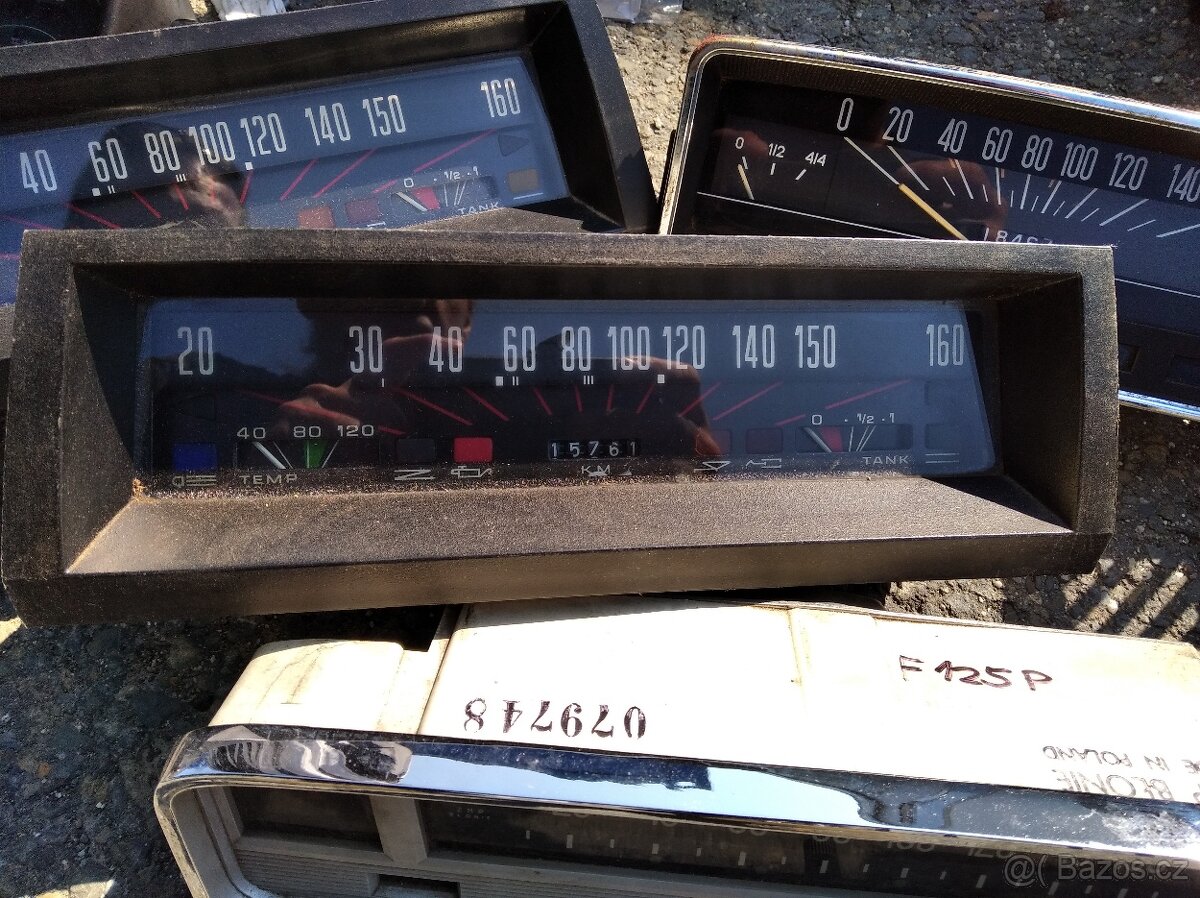 40 60 80 100 120 140 150 160
0 1/2 1
TANK
0 20 40 60 80 100 120 140
0 1/2 4/4
20 30 40 60 80 100 120 140 150 160
40 80 120
0 1/2 1
15761
TEMP
KM
TANK
F125P
079748
IN POLAND
BŁONIE
@( Bazos.cz